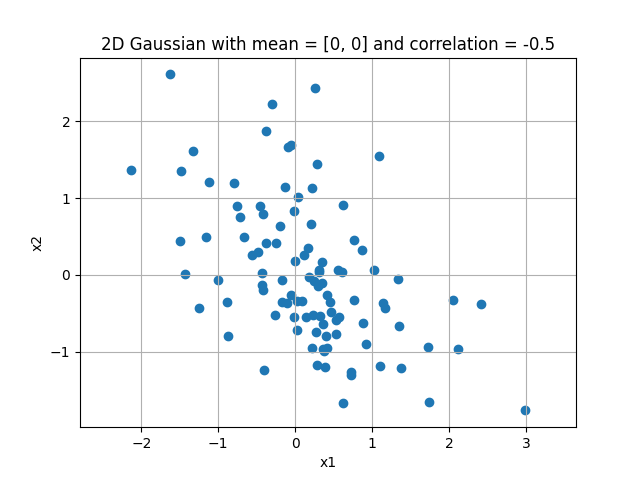 2D Gaussian with mean = [0, 0] and correlation = -0.5
2
1
0
−1
x2
−2 −1 0 1 2 3
x1